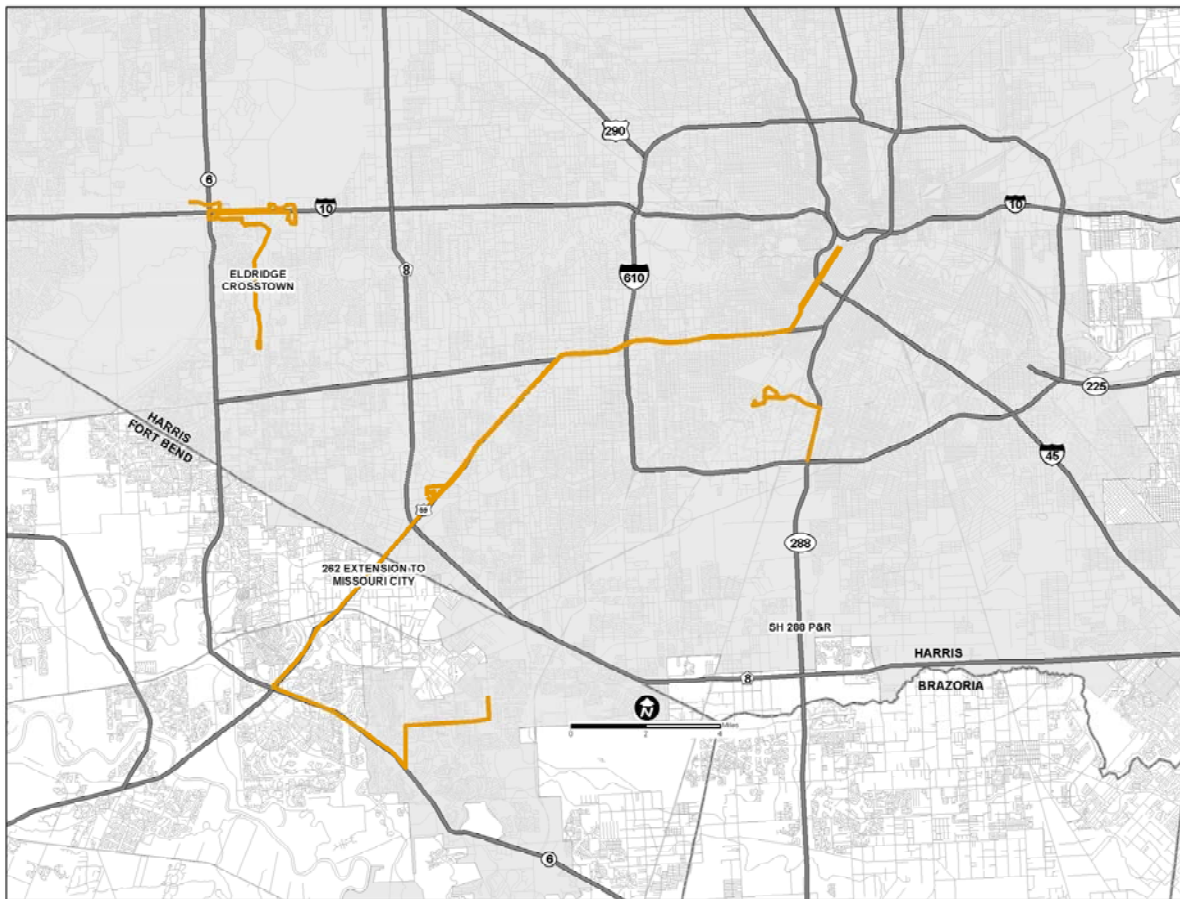 290
6
10
10
ELDRIDGE
CROSSTOWN
8
610
225
HARRIS
FORT BEND
45
59
288
262 EXTENSION TO
MISSOURI CITY
SH 288 P&R
HARRIS
8
BRAZORIA
N
Miles
0 2 4
6